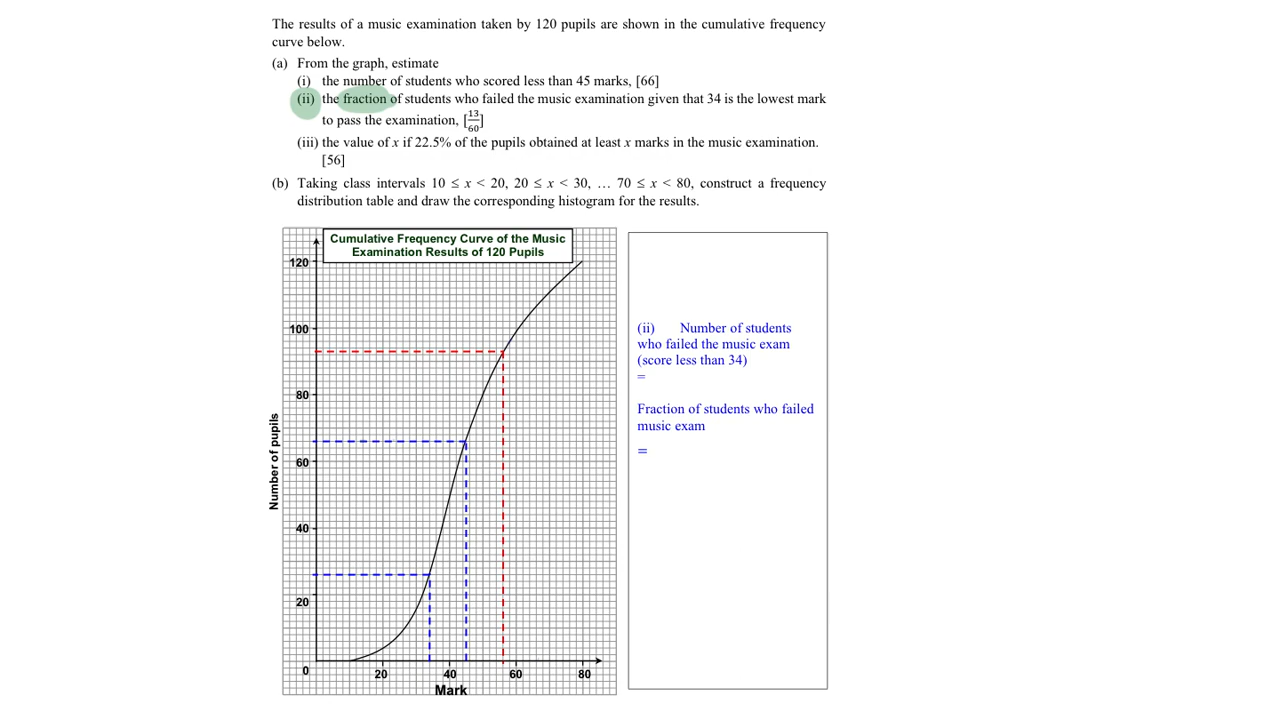 The results of a music examination taken by 120 pupils are shown in the cumulative frequency
curve below.
(a) From the graph, estimate
(i) the number of students who scored less than 45 marks, [66]
(ii) the fraction of students who failed the music examination given that 34 is the lowest mark
to pass the examination, [13/60]
(iii) the value of x if 22.5% of the pupils obtained at least x marks in the music examination.
[56]
(b) Taking class intervals 10 ≤ x < 20, 20 ≤ x < 30, … 70 ≤ x < 80, construct a frequency
distribution table and draw the corresponding histogram for the results.
Cumulative Frequency Curve of the Music
Examination Results of 120 Pupils
120
100
80
60
40
20
0
Number of pupils
20 40 60 80
Mark
(ii) Number of students
who failed the music exam
(score less than 34)
=
Fraction of students who failed
music exam
=